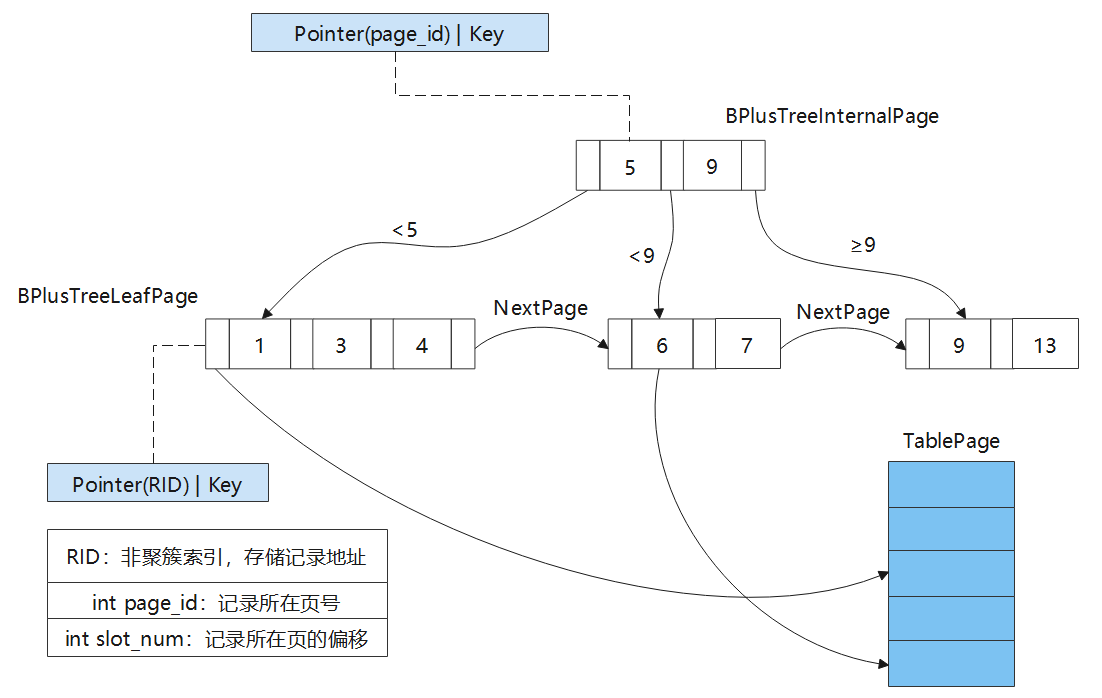 Pointer(page_id) | Key
BPlusTreeInternalPage
5 9
<5
<9
≥9
BPlusTreeLeafPage
NextPage
NextPage
1 3 4
6 7
9 13
TablePage
Pointer(RID) | Key
RID：非聚簇索引，存储记录地址
int page_id：记录所在页号
int slot_num：记录所在页的偏移